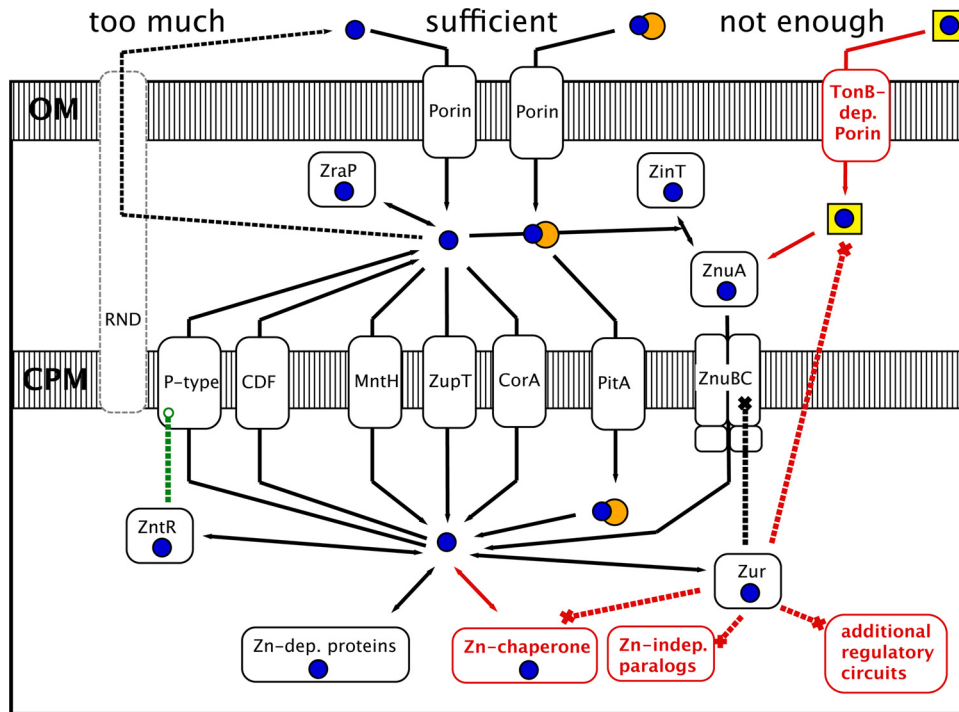 too much
sufficient
not enough
OM
Porin
Porin
TonB-
dep.
Porin
ZraP
ZinT
ZnuA
RND
CPM
P-type
CDF
MntH
ZupT
CorA
PitA
ZnuBC
ZntR
Zur
Zn-dep. proteins
Zn-chaperone
Zn-indep.
paralogs
additional
regulatory
circuits